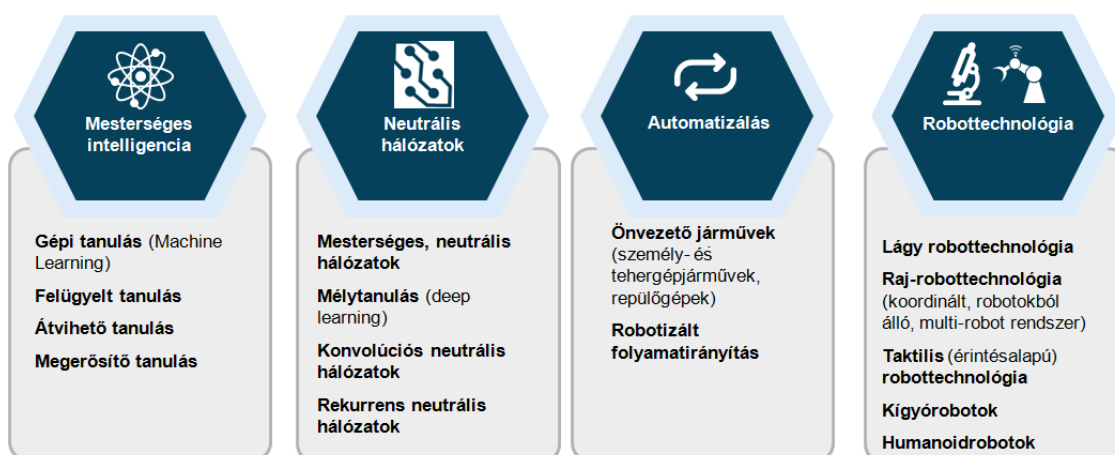 Mesterséges
intelligencia
Gépi tanulás (Machine
Learning)
Felügyelt tanulás
Átvihető tanulás
Megerősítő tanulás
Neutrális
hálózatok
Mesterséges, neutrális
hálózatok
Mélytanulás (deep
learning)
Konvolúciós neutrális
hálózatok
Rekurrens neutrális
hálózatok
Automatizálás
Önvezető járművek
(személy- és
tehergépjárművek,
repülőgépek)
Robotizált
folyamatirányítás
Robottechnológia
Lágy robottechnológia
Raj-robottechnológia
(koordinált, robotokból
álló, multi-robot rendszer)
Taktilis (érintésalapú)
robottechnológia
Kígyórobotok
Humanoidrobotok